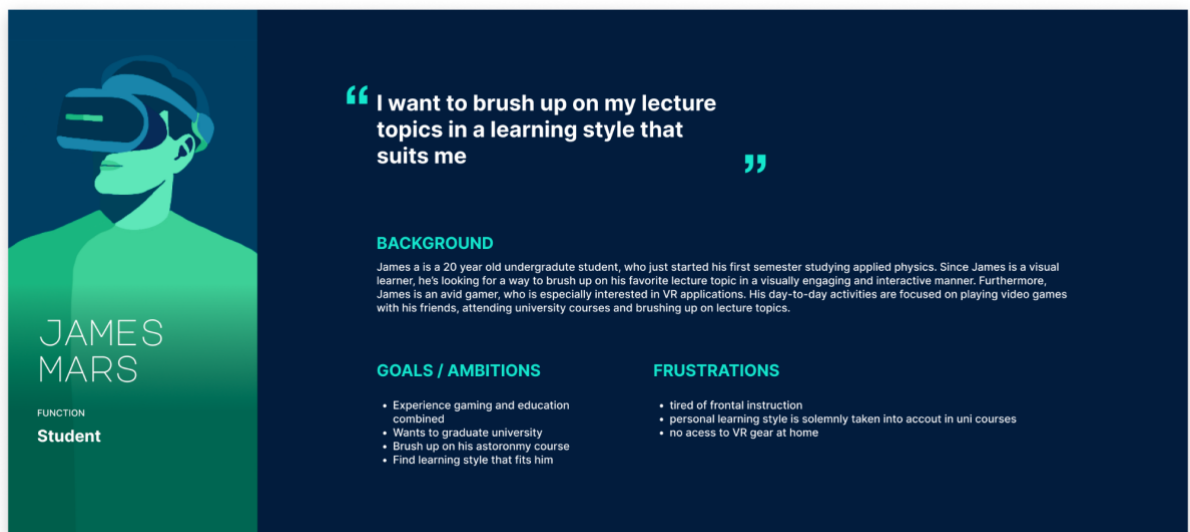 “ I want to brush up on my lecture
topics in a learning style that
suits me ”
BACKGROUND
James a is a 20 year old undergradute student, who just started his first semester studying applied physics. Since James is a visual
learner, he's looking for a way to brush up on his favorite lecture topic in a visually engaging and interactive manner. Furthermore,
James is an avid gamer, who is especially interested in VR applications. His day-to-day activities are focused on playing video games
with his friends, attending university courses and brushing up on lecture topics.
JAMES
MARS
FUNCTION
Student
GOALS / AMBITIONS
• Experience gaming and education
combined
• Wants to graduate university
• Brush up on his astoronmy course
• Find learning style that fits him
FRUSTRATIONS
• tired of frontal instruction
• personal learning style is solemnly taken into accout in uni courses
• no acess to VR gear at home